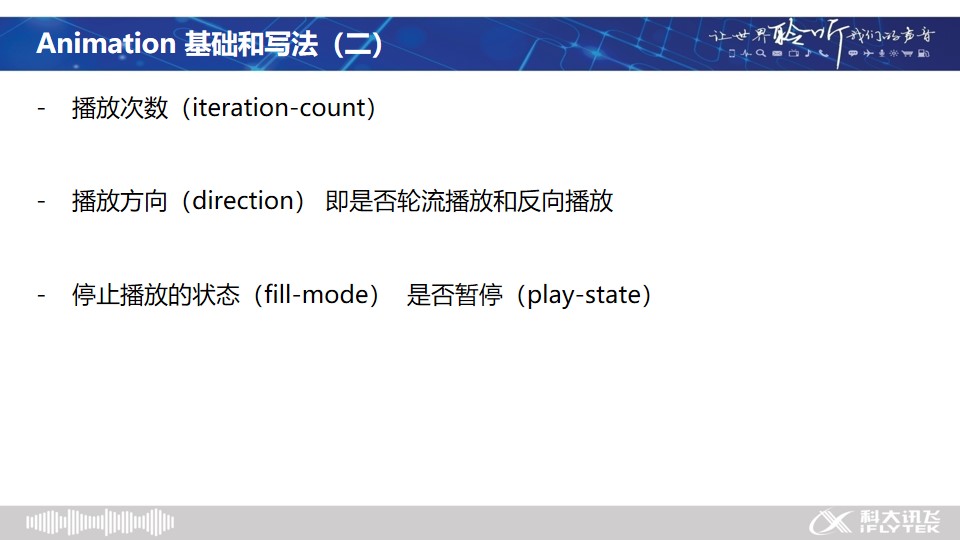 Animation 基础和写法（二）
让世界聆听我们的声音
- 播放次数（iteration-count）
- 播放方向（direction） 即是否轮流播放和反向播放
- 停止播放的状态（fill-mode） 是否暂停（play-state）
科大讯飞
iFLYTEK